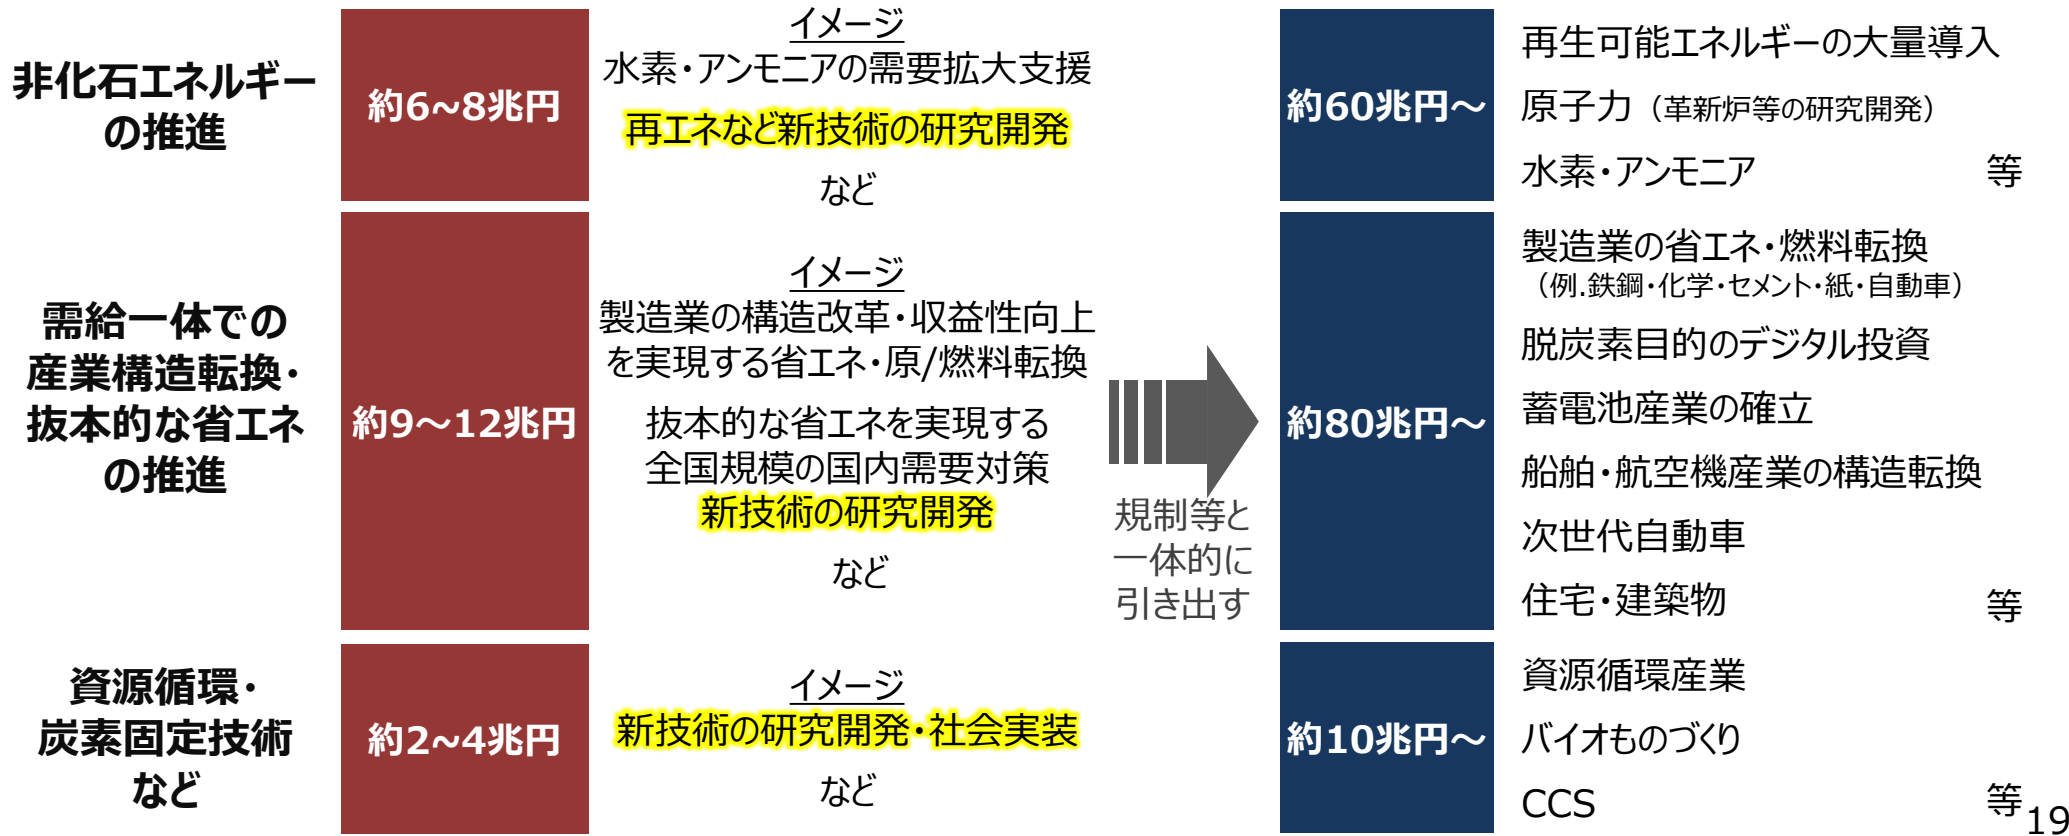 非化石エネルギー
の推進
約6~8兆円
イメージ
水素・アンモニアの需要拡大支援
再エネなど新技術の研究開発
など
約60兆円～
再生可能エネルギーの大量導入
原子力（革新炉等の研究開発）
水素・アンモニア 等
需給一体での
産業構造転換・
抜本的な省エネ
の推進
約9～12兆円
イメージ
製造業の構造改革・収益性向上
を実現する省エネ・原/燃料転換
抜本的な省エネを実現する
全国規模の国内需要対策
新技術の研究開発
など
規制等と
一体的に
引き出す
約80兆円～
製造業の省エネ・燃料転換
（例.鉄鋼・化学・セメント・紙・自動車）
脱炭素目的のデジタル投資
蓄電池産業の確立
船舶・航空機産業の構造転換
次世代自動車
住宅・建築物 等
資源循環・
炭素固定技術
など
約2~4兆円
イメージ
新技術の研究開発・社会実装
など
約10兆円～
資源循環産業
バイオものづくり
CCS 等
19